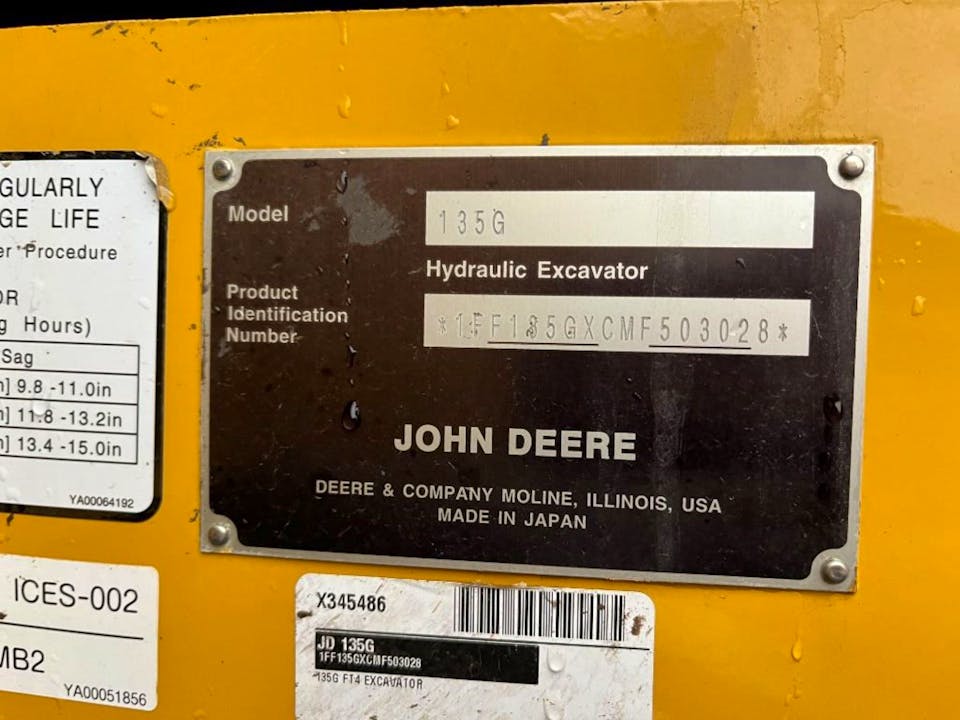 GULARLY
GE LIFE
er Procedure
OR
g Hours)
Sag
] 9.8 -11.0in
] 11.8 -13.2in
] 13.4 -15.0in
YA00064192
ICES-002
MB2
YA00051856
Model
135G
Hydraulic Excavator
Product
Identification
Number
*1FF135GXCMF503028*
JOHN DEERE
DEERE & COMPANY MOLINE, ILLINOIS, USA
MADE IN JAPAN
X345486
JD 135G
1FF135GXCMF503028
135G FT4 EXCAVATOR